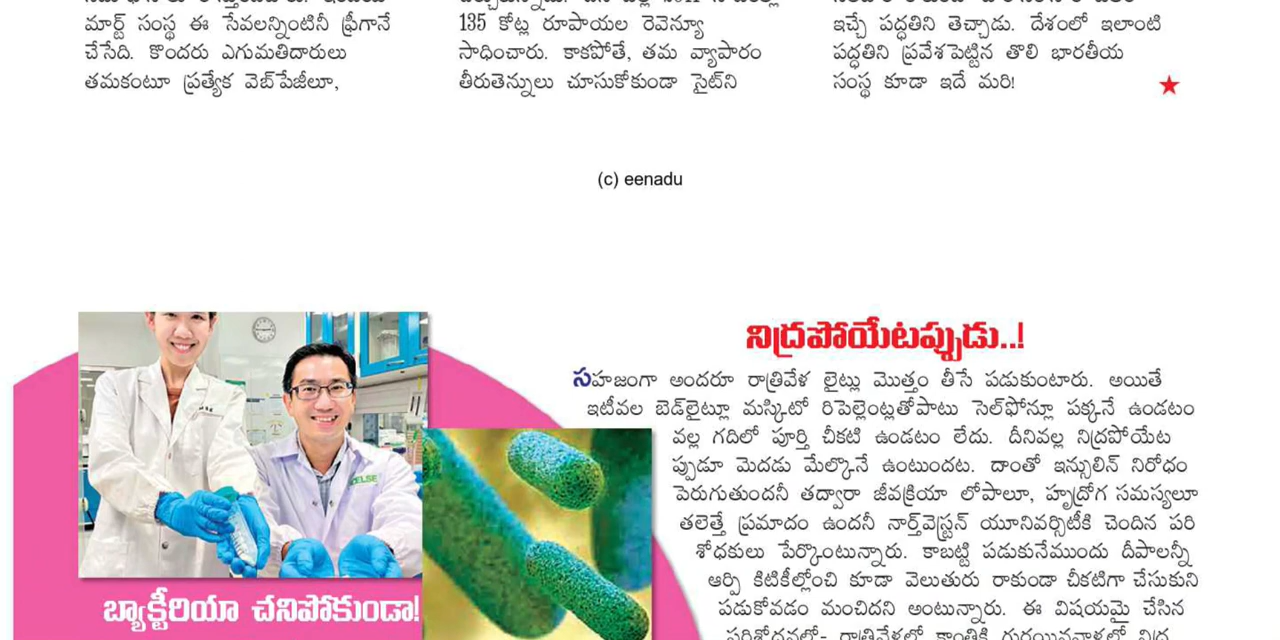 మార్ట్ సంస్థ ఈ సేవలన్నింటినీ ఫ్రీగానే
చేసేది. కొందరు ఎగుమతిదారులు
తమకంటూ ప్రత్యేక వెబ్‌పేజీలూ,
135 కోట్ల రూపాయల రెవెన్యూ
సాధించారు. కాకపోతే, తమ వ్యాపారం
తీరుతెన్నులు చూసుకోకుండా సైట్‌ని
ఇచ్చే పద్ధతిని తెచ్చాడు. దేశంలో ఇలాంటి
పద్ధతిని ప్రవేశపెట్టిన తొలి భారతీయ
సంస్థ కూడా ఇదే మరి!
(c) eenadu
ELSE
బ్యాక్టీరియా చనిపోకుండా!
నిద్రపోయేటప్పుడు..!
సహజంగా అందరూ రాత్రివేళ లైట్లు మొత్తం తీసే పడుకుంటారు. అయితే
ఇటీవల బెడ్‌లైట్లూ మస్కిటో రిపెల్లెంట్లతోపాటు సెల్‌ఫోన్లూ పక్కనే ఉండటం
వల్ల గదిలో పూర్తి చీకటి ఉండటం లేదు. దీనివల్ల నిద్రపోయేట
ప్పుడూ మెదడు మేల్కొనే ఉంటుందట. దాంతో ఇన్సులిన్ నిరోధం
పెరుగుతుందనీ తద్వారా జీవక్రియా లోపాలూ, హృద్రోగ సమస్యలూ
తలెత్తే ప్రమాదం ఉందనీ నార్త్‌వెస్ట్రన్ యూనివర్సిటీకి చెందిన పరి
శోధకులు పేర్కొంటున్నారు. కాబట్టి పడుకునేముందు దీపాలన్నీ
ఆర్పి కిటికీల్లోంచి కూడా వెలుతురు రాకుండా చీకటిగా చేసుకుని
పడుకోవడం మంచిదని అంటున్నారు. ఈ విషయమై చేసిన